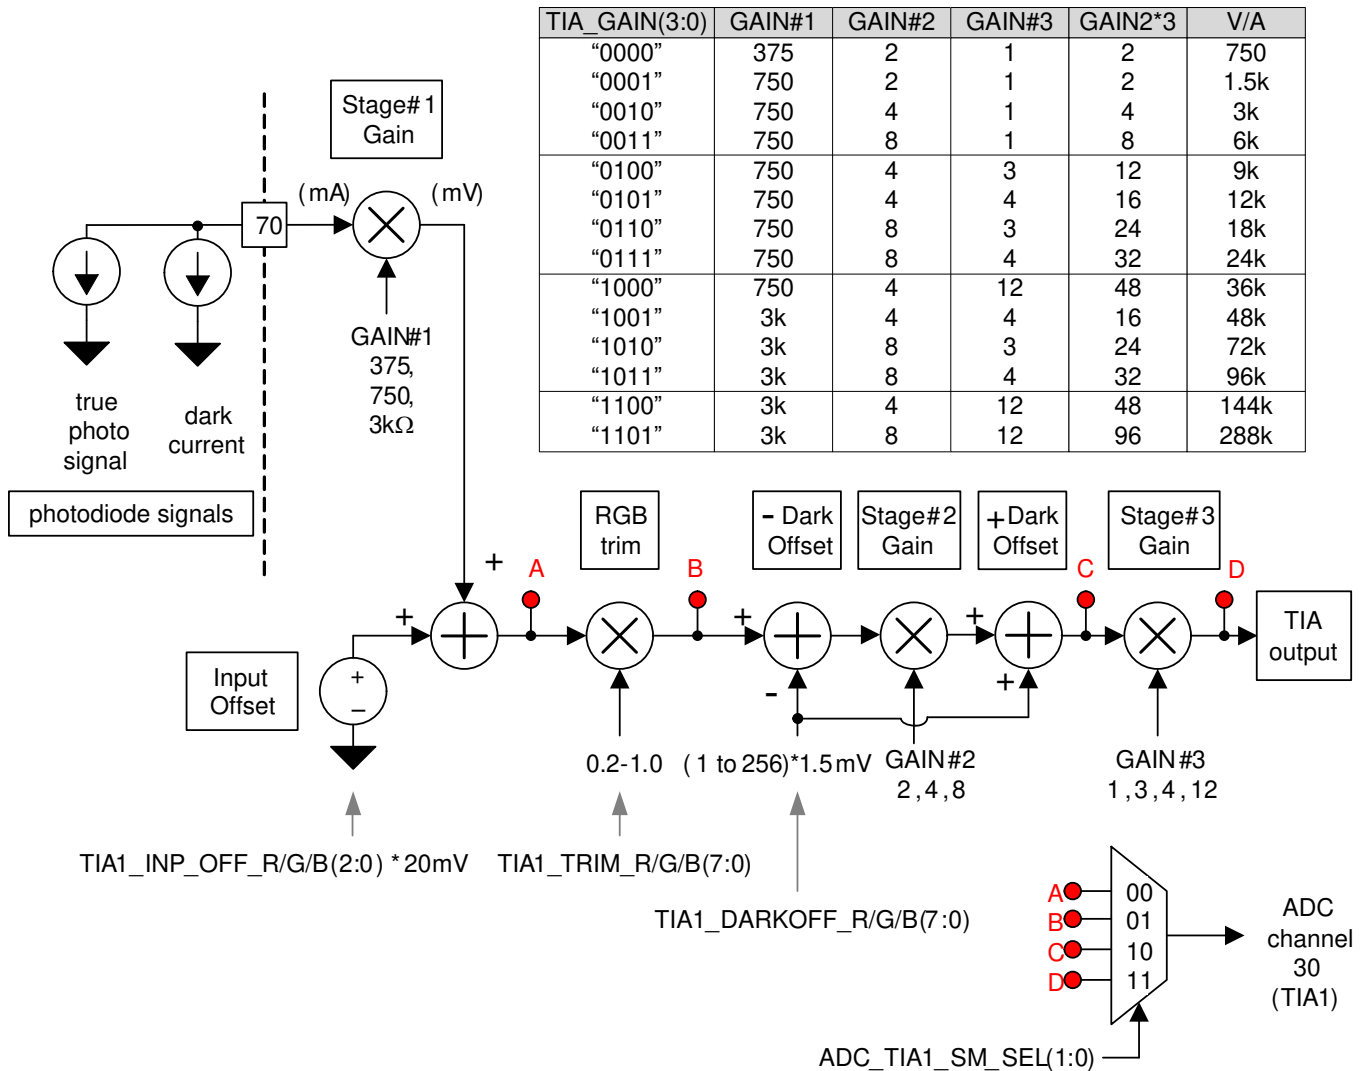 TIA_GAIN(3:0) GAIN#1 GAIN#2 GAIN#3 GAIN2*3 V/A
“0000” 375 2 1 2 750
“0001” 750 2 1 2 1.5k
“0010” 750 4 1 4 3k
“0011” 750 8 1 8 6k
“0100” 750 4 3 12 9k
“0101” 750 4 4 16 12k
“0110” 750 8 3 24 18k
“0111” 750 8 4 32 24k
“1000” 750 4 12 48 36k
“1001” 3k 4 4 16 48k
“1010” 3k 8 3 24 72k
“1011” 3k 8 4 32 96k
“1100” 3k 4 12 48 144k
“1101” 3k 8 12 96 288k
Stage#1
Gain
(mA)
(mV)
70
GAIN#1
375,
750,
3kΩ
true
photo
signal
dark
current
photodiode signals
RGB
trim
- Dark
Offset
Stage#2
Gain
+Dark
Offset
Stage#3
Gain
+
A
B
C
D
+
+
+
-
+
TIA
output
Input
Offset
+
−
0.2-1.0
(1 to 256)*1.5mV
GAIN#2
2,4,8
GAIN#3
1,3,4,12
TIA1_INP_OFF_R/G/B(2:0) *20mV
TIA1_TRIM_R/G/B(7:0)
TIA1_DARKOFF_R/G/B(7:0)
A 00
B 01
C 10
D 11
ADC
channel
30
(TIA1)
ADC_TIA1_SM_SEL(1:0)